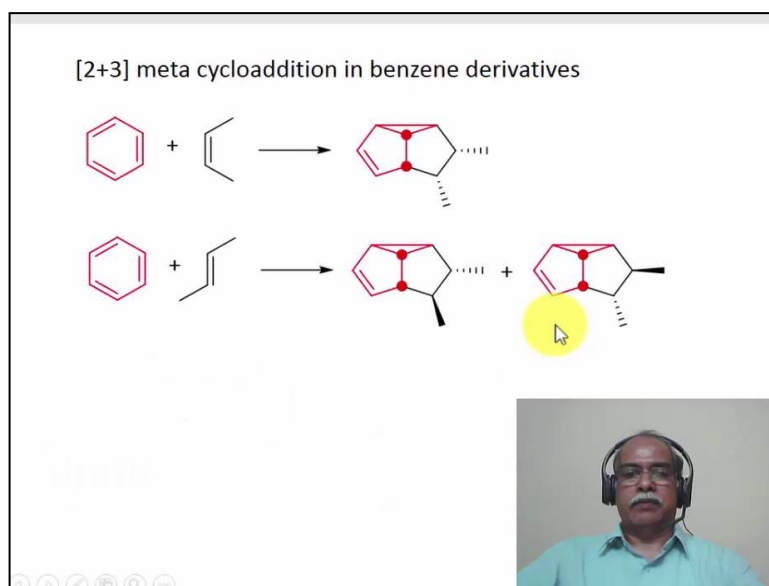 [2+3] meta cycloaddition in benzene derivatives
+
+
+